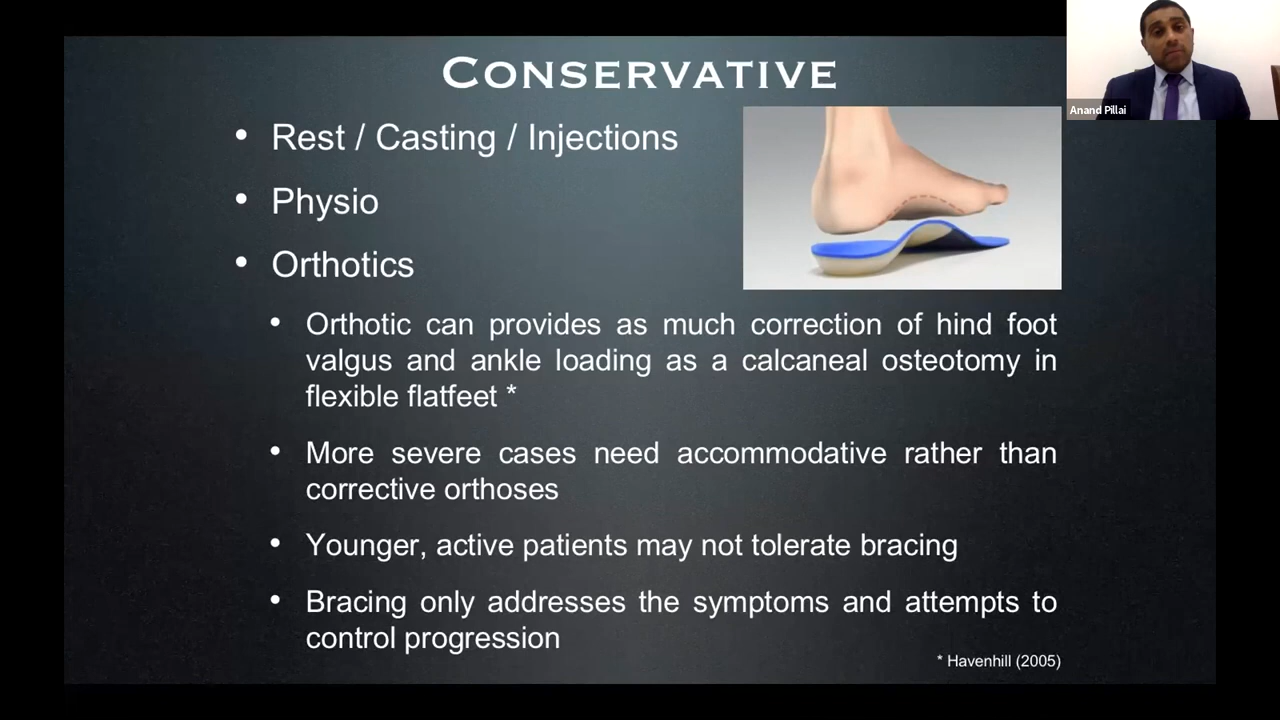 CONSERVATIVE
Anand Pillai
• Rest / Casting / Injections
• Physio
• Orthotics
• Orthotic can provides as much correction of hind foot
valgus and ankle loading as a calcaneal osteotomy in
flexible flatfeet *
• More severe cases need accommodative rather than
corrective orthoses
• Younger, active patients may not tolerate bracing
• Bracing only addresses the symptoms and attempts to
control progression
* Havenhill (2005)